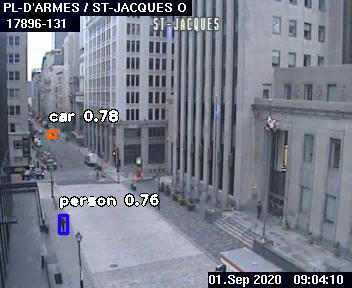 PL-D'ARMES / ST-JACQUES O
17896-131
ST-JACQUES
car 0.78
person 0.76
01.Sep 2020 09:04:10